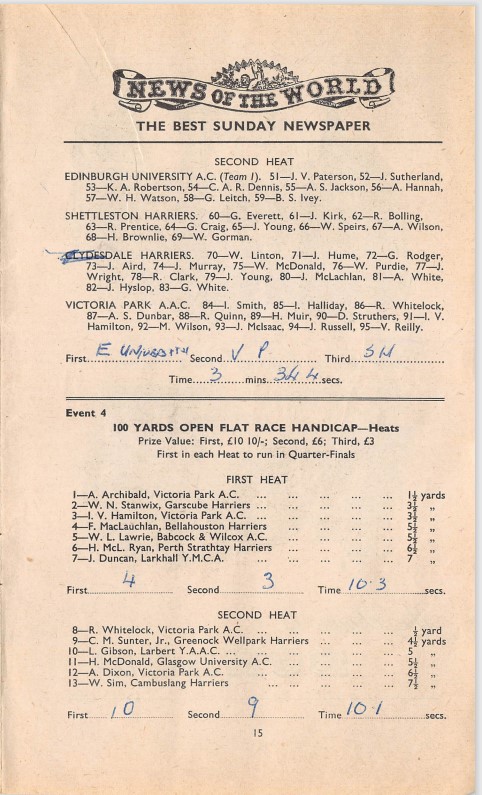 NEWS OF THE WORLD
THE BEST SUNDAY NEWSPAPER
SECOND HEAT
EDINBURGH UNIVERSITY A.C. (Team 1). 51—J. V. Paterson, 52—J. Sutherland,
53—K. A. Robertson, 54—C. A. R. Dennis, 55—A. S. Jackson, 56—A. Hannah,
57—W. H. Watson, 58—G. Leitch, 59—B. S. Ivey.
SHETTLESTON HARRIERS. 60—G. Everett, 61—J. Kirk, 62—R. Bolling,
63—R. Prentice, 64—G. Craig, 65—J. Young, 66—W. Speirs, 67—A. Wilson,
68—H. Brownlie, 69—W. Gorman.
CLYDESDALE HARRIERS. 70—W. Linton, 71—J. Hume, 72—G. Rodger,
73—J. Aird, 74—J. Murray, 75—W. McDonald, 76—W. Purdie, 77—J.
Wright, 78—R. Clark, 79—J. Young, 80—J. McLachlan, 81—A. White,
82—J. Hyslop, 83—G. White.
VICTORIA PARK A.A.C. 84—I. Smith, 85—I. Halliday, 86—R. Whitelock,
87—A. S. Dunbar, 88—R. Quinn, 89—H. Muir, 90—D. Struthers, 91—I. V.
Hamilton, 92—M. Wilson, 93—J. McIsaac, 94—J. Russell, 95—V. Reilly.
First E University Second V P Third S H
Time 3 mins. 34 4 secs.
Event 4
100 YARDS OPEN FLAT RACE HANDICAP—Heats
Prize Value: First, £10 10/-; Second, £6; Third, £3
First in each Heat to run in Quarter-Finals
FIRST HEAT
1—A. Archibald, Victoria Park A.C. ... ... ... ... ... 1½ yards
2—W. N. Stanwix, Garscube Harriers ... ... ... ... ... 3½ „
3—I. V. Hamilton, Victoria Park A.C. ... ... ... ... ... 3½ „
4—F. MacLauchlan, Bellahouston Harriers ... ... ... ... 5½ „
5—W. L. Lawrie, Babcock & Wilcox A.C. ... ... ... ... 5½ „
6—H. McL. Ryan, Perth Strathtay Harriers ... ... ... ... 6½ „
7—J. Duncan, Larkhall Y.M.C.A. ... ... ... ... ... 7 „
First 4 Second 3 Time 10·3 secs.
SECOND HEAT
8—R. Whitelock, Victoria Park A.C. ... ... ... ... ... ½ yard
9—C. M. Sunter, Jr., Greenock Wellpark Harriers ... ... ... 4½ yards
10—L. Gibson, Larbert Y.A.A.C. ... ... ... ... ... ... 5 „
11—H. McDonald, Glasgow University A.C. ... ... ... ... 5½ „
12—A. Dixon, Victoria Park A.C. ... ... ... ... ... 6½ „
13—W. Sim, Cambuslang Harriers ... ... ... ... ... 7½ „
First 10 Second 9 Time 10·1 secs.
15